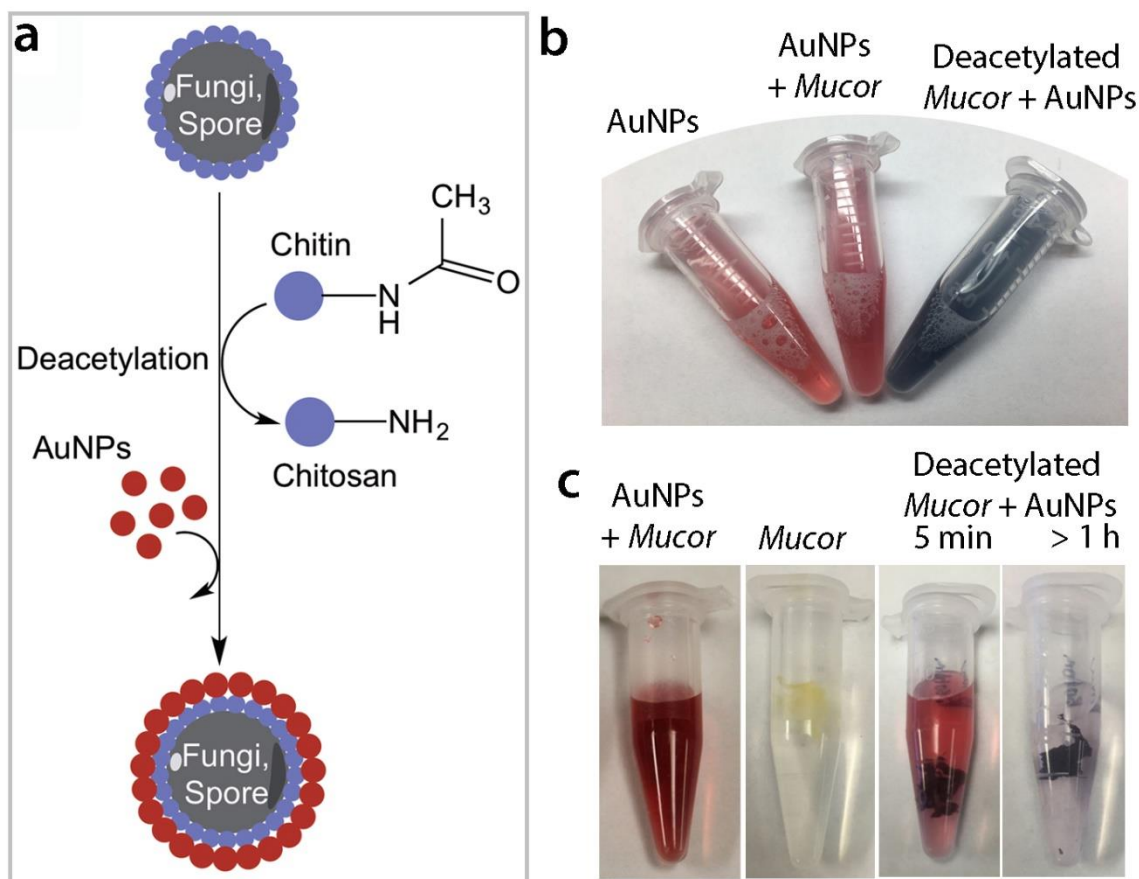 a
Fungi,
Spore
CH3
Chitin
N
H
O
Deacetylation
NH2
Chitosan
AuNPs
Fungi,
Spore
b
AuNPs
+ Mucor
Deacetylated
Mucor + AuNPs
AuNPs
c
AuNPs
+ Mucor
Mucor
Deacetylated
Mucor + AuNPs
5 min
> 1 h